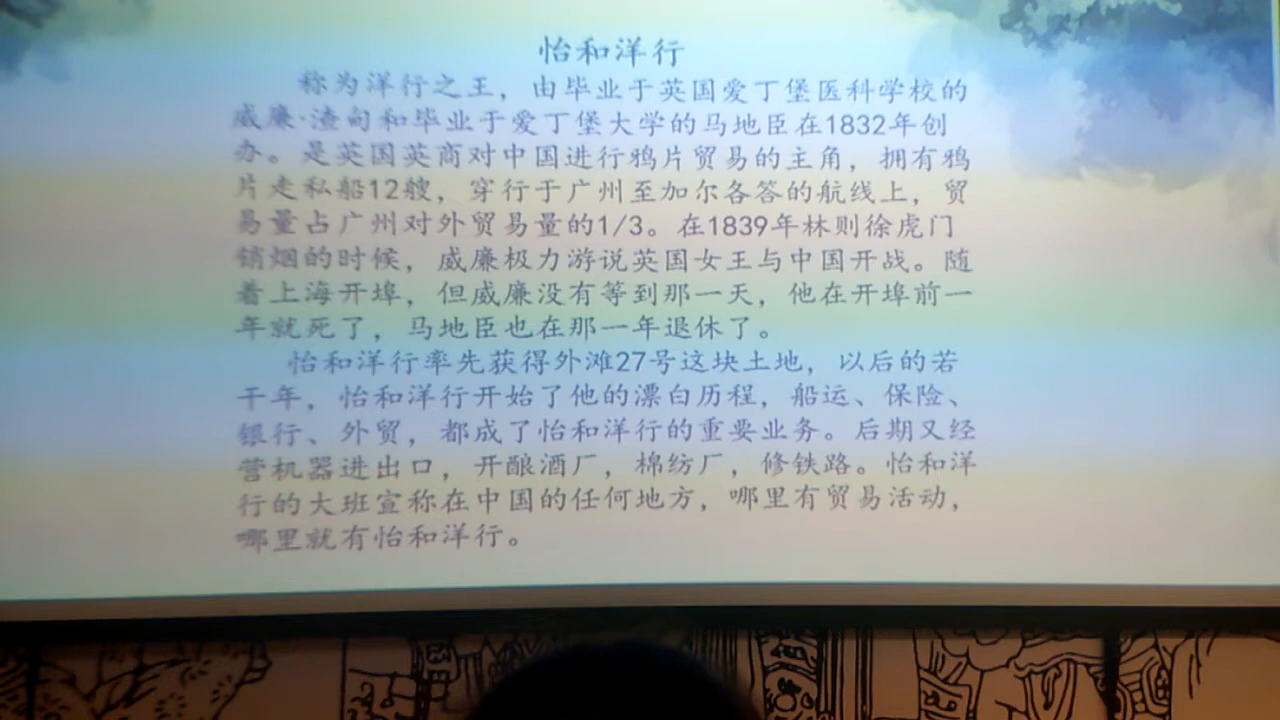 怡和洋行
称为洋行之王，由毕业于英国爱丁堡医科学校的
威廉·渣甸和毕业于爱丁堡大学的马地臣在1832年创
办。是英国英商对中国进行鸦片贸易的主角，拥有鸦
片走私船12艘，穿行于广州至加尔各答的航线上，贸
易量占广州对外贸易量的1/3。在1839年林则徐虎门
销烟的时候，威廉极力游说英国女王与中国开战。随
着上海开埠，但威廉没有等到那一天，他在开埠前一
年就死了，马地臣也在那一年退休了。
怡和洋行率先获得外滩27号这块土地，以后的若
干年，怡和洋行开始了他的漂白历程，船运、保险、
银行、外贸，都成了怡和洋行的重要业务。后期又经
营机器进出口，开酿酒厂，棉纺厂，修铁路。怡和洋
行的大班宣称在中国的任何地方，哪里有贸易活动，
哪里就有怡和洋行。